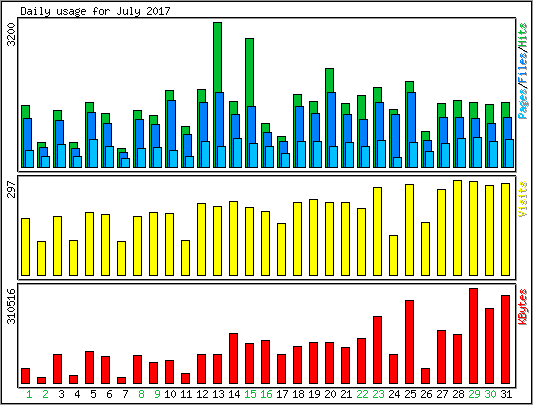 Daily usage for July 2017
3200
Pages/Files/Hits
297
Visits
310516
KBytes
1 2 3 4 5 6 7 8 9 10 11 12 13 14 15 16 17 18 19 20 21 22 23 24 25 26 27 28 29 30 31